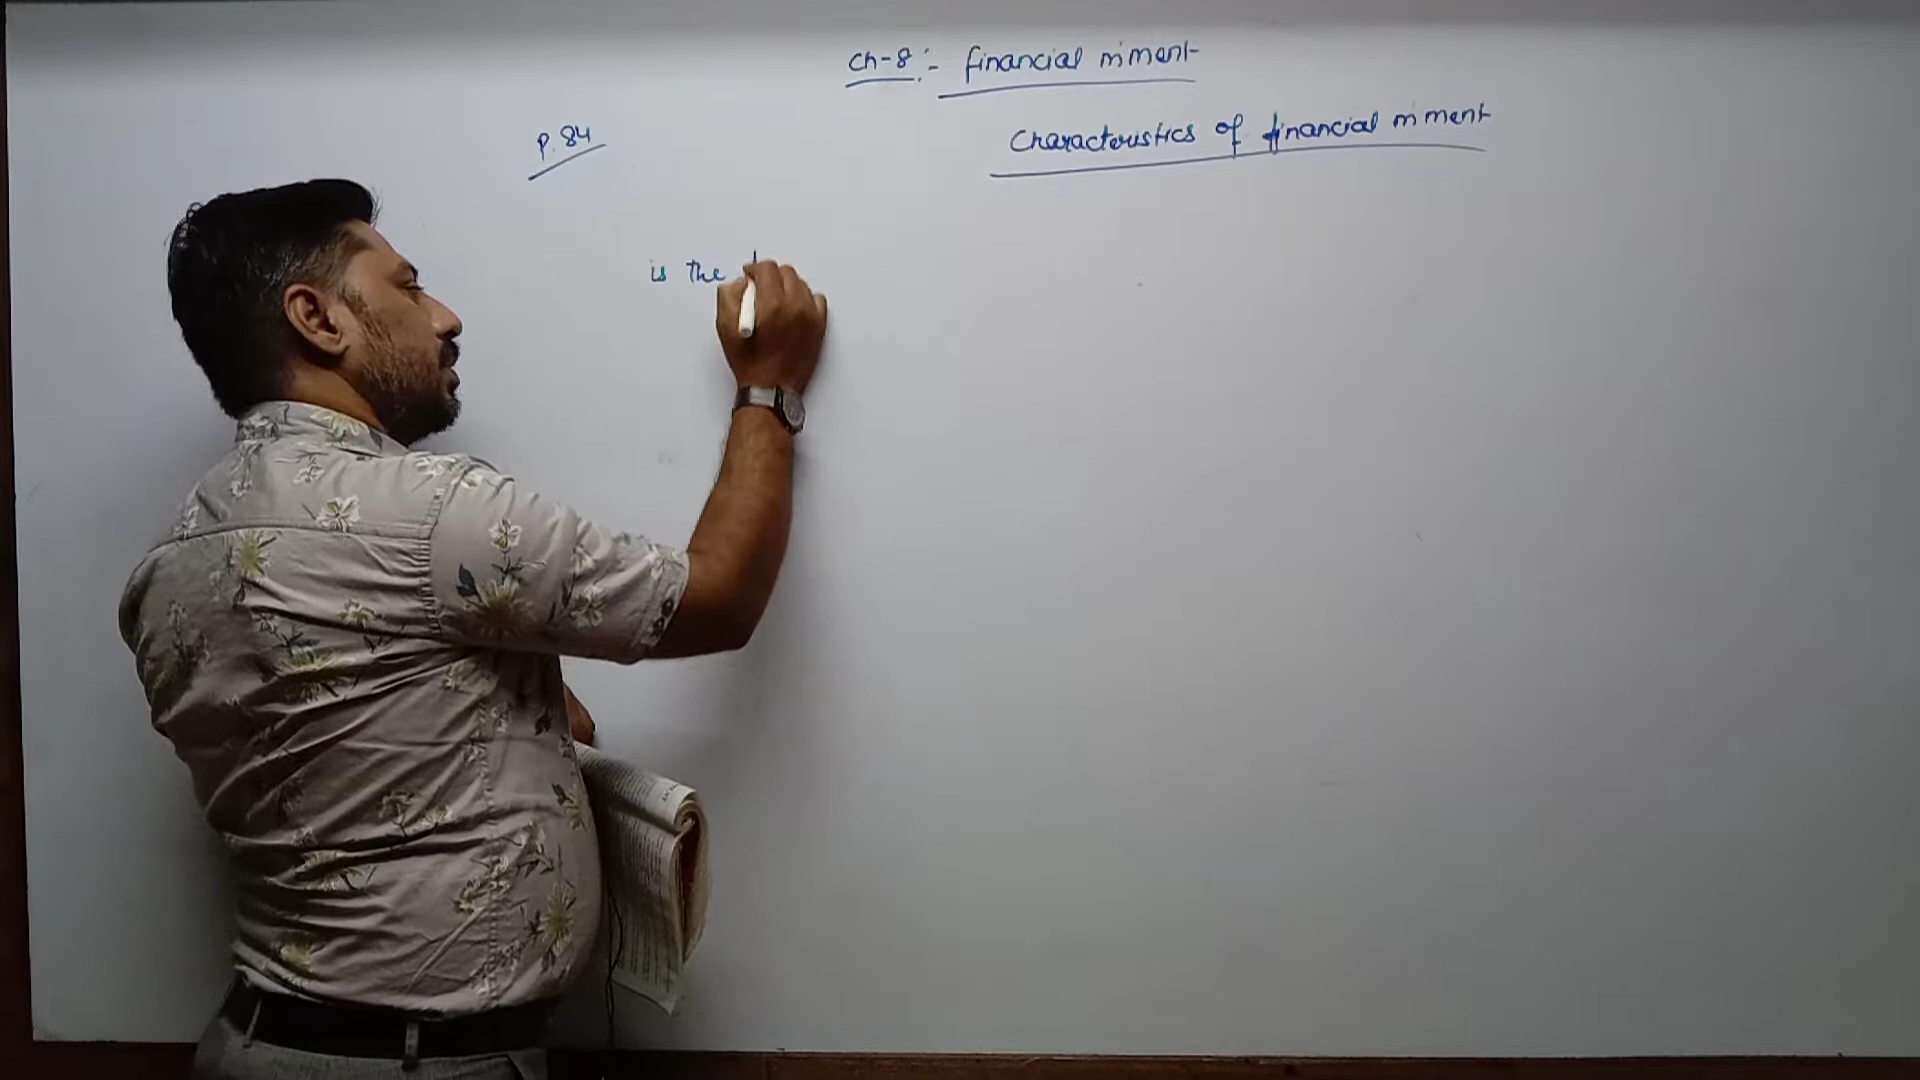 Ch-8:- financial m'ment
Characteristics of financial m'ment
P.84
is the